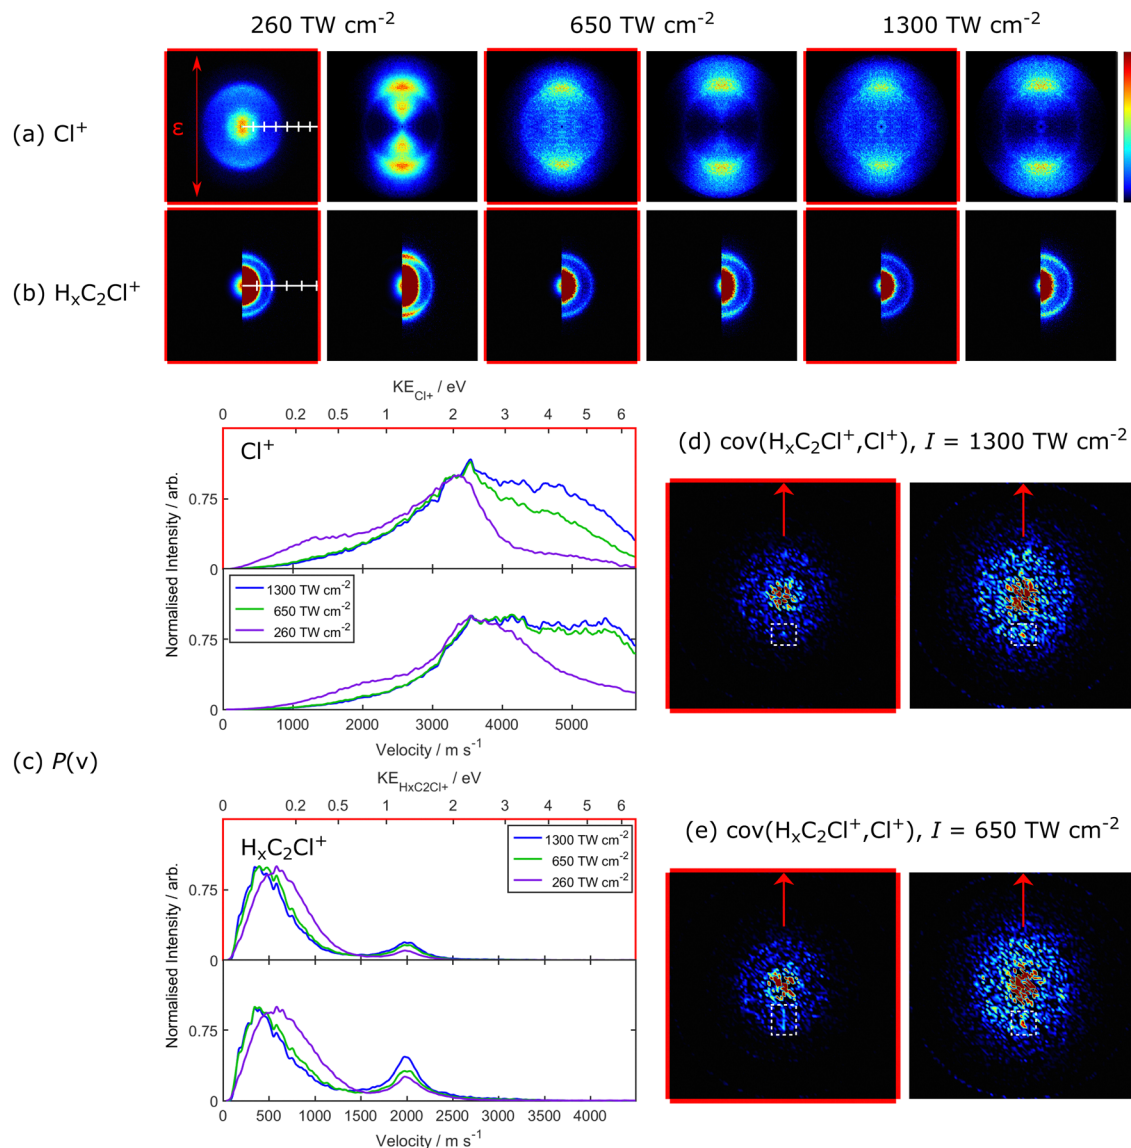 260 TW cm⁻²
650 TW cm⁻²
1300 TW cm⁻²
(a) Cl⁺
ε
(b) HₓC₂Cl⁺
KE_Cl+ / eV
0 0.2 0.5 1 2 3 4 5 6
Cl⁺
0.75
0
1300 TW cm⁻²
650 TW cm⁻²
260 TW cm⁻²
0.75
0
Normalised Intensity / arb.
0 1000 2000 3000 4000 5000
Velocity / m s⁻¹
(c) P(v)
KE_HxC2Cl+ / eV
0 0.2 0.5 1 2 3 4 5 6
HₓC₂Cl⁺
1300 TW cm⁻²
650 TW cm⁻²
260 TW cm⁻²
0.75
0
0.75
0
Normalised Intensity / arb.
0 500 1000 1500 2000 2500 3000 3500 4000
Velocity / m s⁻¹
(d) cov(HₓC₂Cl⁺,Cl⁺), I = 1300 TW cm⁻²
(e) cov(HₓC₂Cl⁺,Cl⁺), I = 650 TW cm⁻²